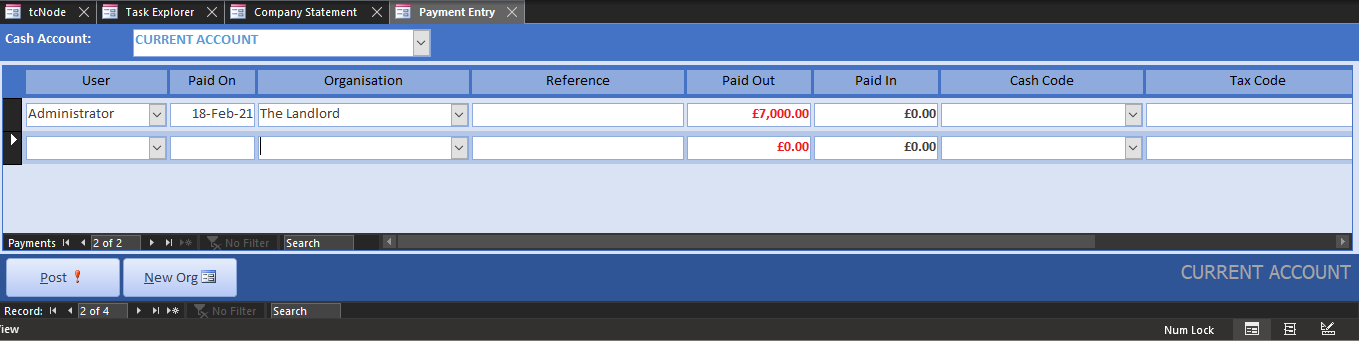 tcNode Task Explorer Company Statement Payment Entry
Cash Account: CURRENT ACCOUNT
User Paid On Organisation Reference Paid Out Paid In Cash Code Tax Code
Administrator 18-Feb-21 The Landlord £7,000.00 £0.00
£0.00 £0.00
Payments 2 of 2 No Filter Search
Post New Org CURRENT ACCOUNT
Record: 2 of 4 No Filter Search
iew Num Lock